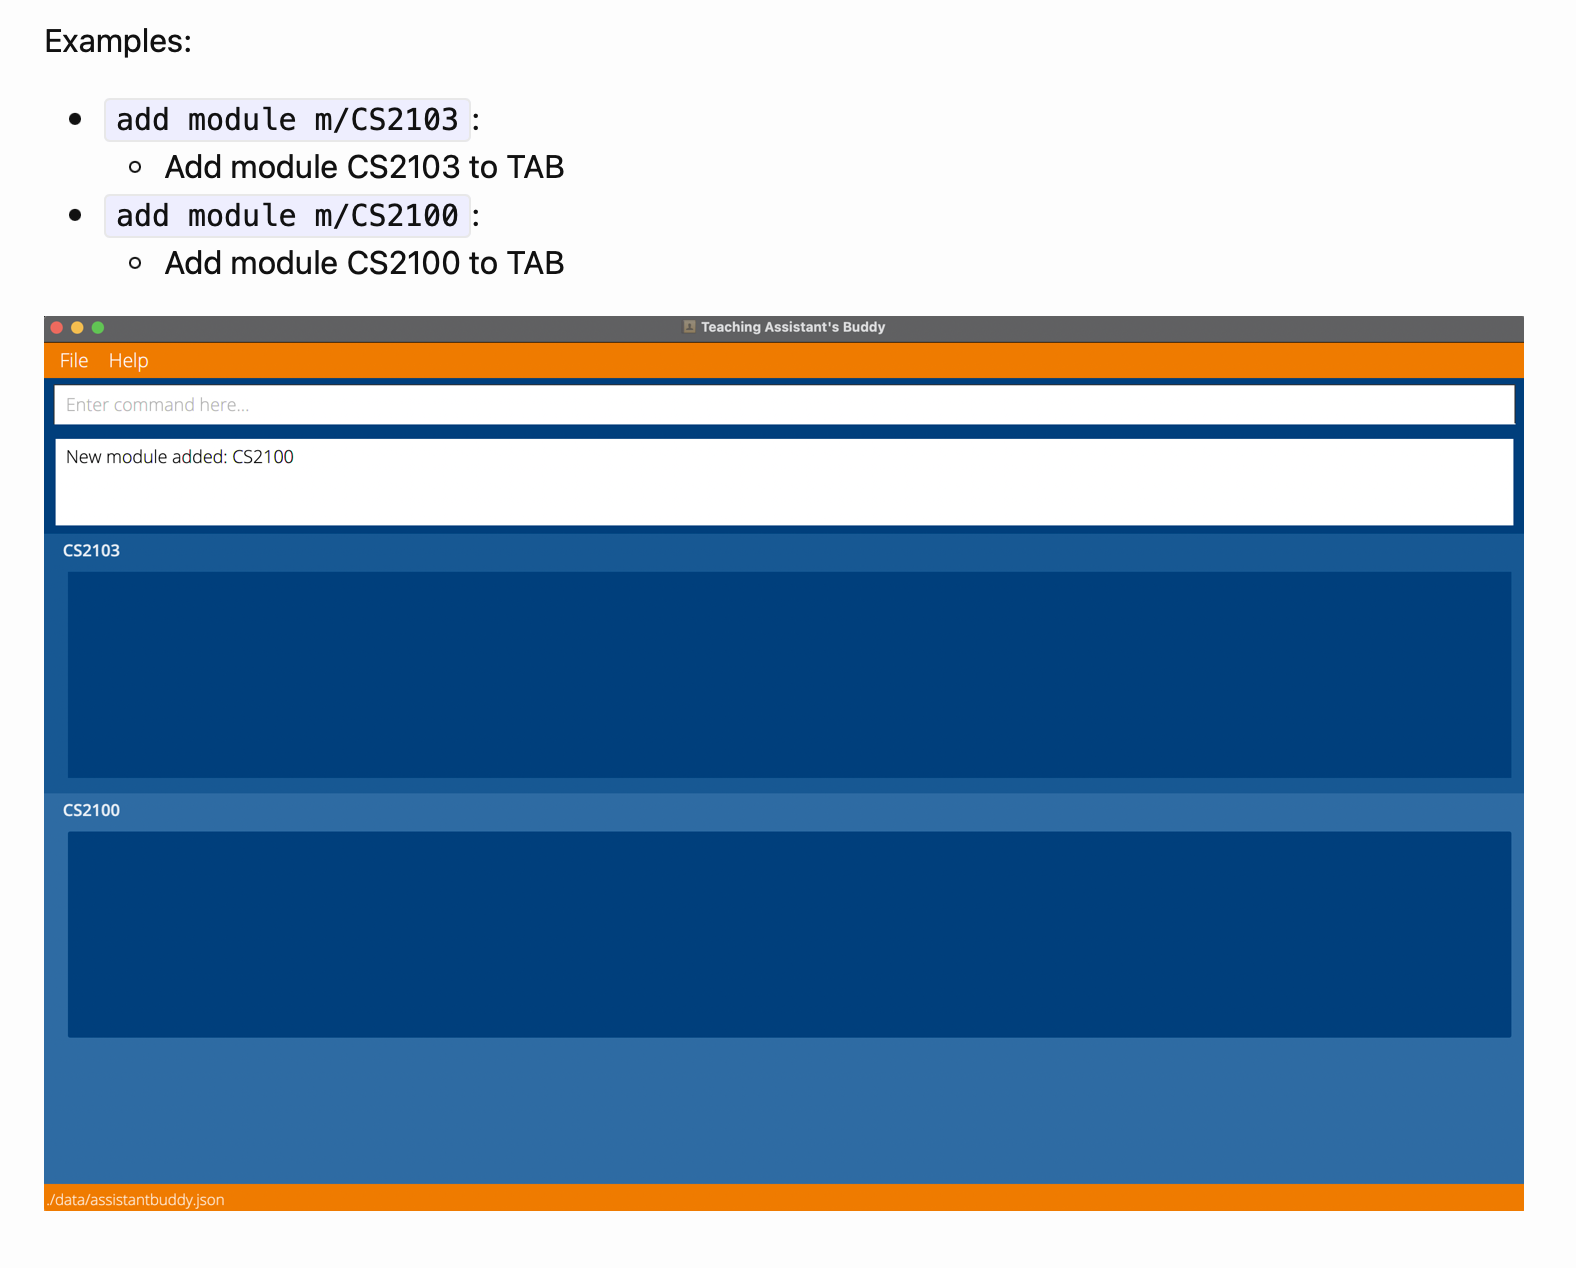 Examples:
add module m/CS2103 :
Add module CS2103 to TAB
add module m/CS2100 :
Add module CS2100 to TAB
Teaching Assistant's Buddy
File Help
Enter command here...
New module added: CS2100
CS2103
CS2100
./data/assistantbuddy.json